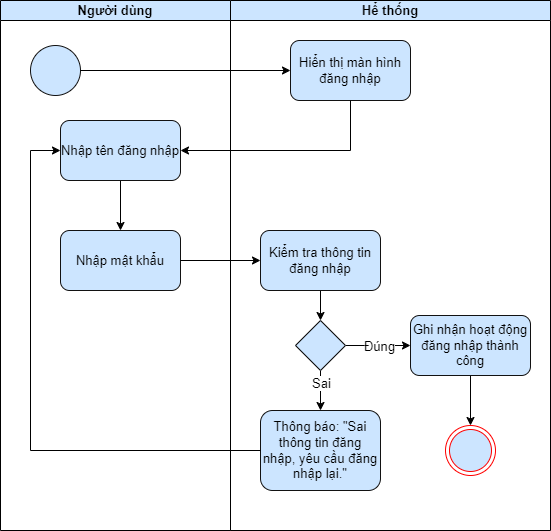 Người dùng
Hể thống
Hiển thị màn hình
đăng nhập
Nhập tên đăng nhập
Nhập mật khẩu
Kiểm tra thông tin
đăng nhập
Đúng
Ghi nhận hoạt động
đăng nhập thành
công
Sai
Thông báo: "Sai
thông tin đăng
nhập, yêu cầu đăng
nhập lại."